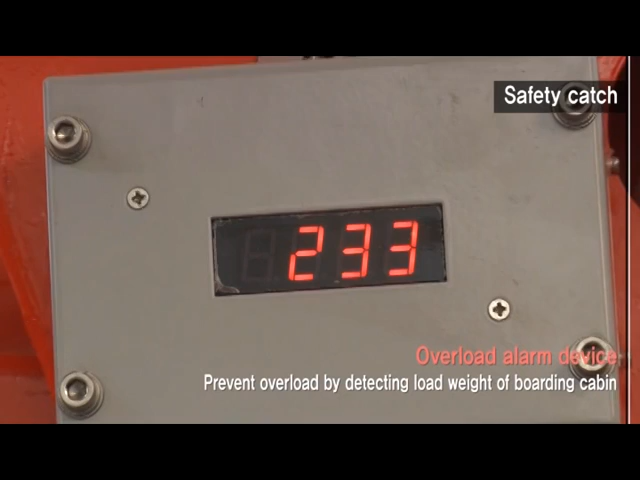 Safety catch
233
Overload alarm device
Prevent overload by detecting load weight of boarding cabin